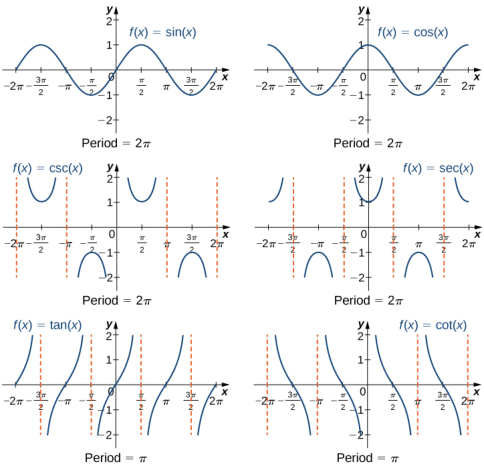 y
2
f(x) = sin(x)
1
0
x
−2π −3π/2 −π −π/2 π/2 π 3π/2 2π
−1
−2
Period = 2π
y
2
f(x) = cos(x)
1
0
x
−2π −3π/2 −π −π/2 π/2 π 3π/2 2π
−1
−2
Period = 2π
f(x) = csc(x)
y
2
1
0
x
−2π −3π/2 −π −π/2 π/2 π 3π/2 2π
−1
−2
Period = 2π
y
f(x) = sec(x)
2
1
0
x
−2π −3π/2 −π −π/2 π/2 π 3π/2 2π
−1
−2
Period = 2π
f(x) = tan(x)
y
2
1
0
x
−2π −3π/2 −π −π/2 π/2 π 3π/2 2π
−1
−2
Period = π
y
f(x) = cot(x)
2
1
0
x
−2π −3π/2 −π −π/2 π/2 π 3π/2 2π
−1
−2
Period = π